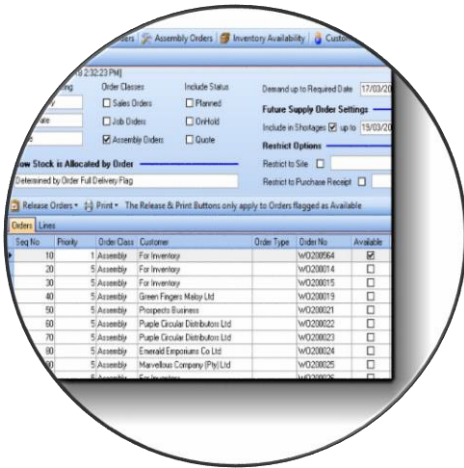 Assembly Orders Inventory Availability
2:32:23 PM]
Order Classes Include Status Demand up to Required Date 17/03/20
Sales Orders Planned
Future Supply Order Settings
Job Orders OnHold
Include in Shortages up to 15/03/20
Assembly Orders Quote
Restrict Options
Stock is Allocated by Order Restrict to Site
Determined by Order Full Delivery Flag Restrict to Purchase Receipt
Release Orders Print The Release & Print Buttons only apply to Orders flagged as Available
Orders Lines
Seq No Priority Order Class Customer Order Type Order No Available
10 1 Assembly For Inventory
20 5 Assembly For Inventory WO200014
30 5 Assembly For Inventory WO200015
40 5 Assembly Green Fingers Malby Ltd WO200019
50 5 Assembly Prospects Business WO200021
60 5 Assembly Purple Circular Distributors Ltd WO200022
70 5 Assembly Purple Circular Distributors Ltd WO200023
80 5 Assembly Emerald Emporiums Co Ltd WO200024
5 Assembly Marvellous Company (Pty) Ltd WO200025